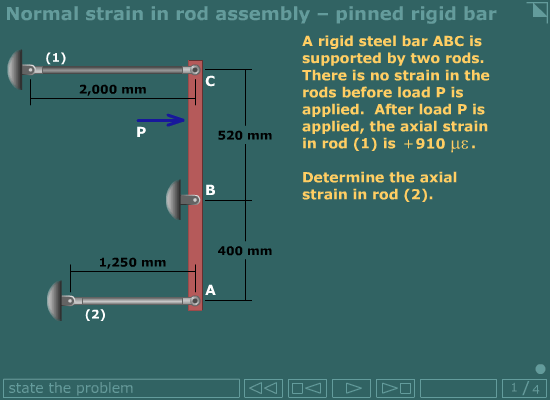 Normal strain in rod assembly – pinned rigid bar
A rigid steel bar ABC is
supported by two rods.
There is no strain in the
rods before load P is
applied.  After load P is
applied, the axial strain
in rod (1) is +910 με.
Determine the axial
strain in rod (2).
(1)
2,000 mm
C
P
520 mm
B
400 mm
1,250 mm
A
(2)
state the problem
1 / 4